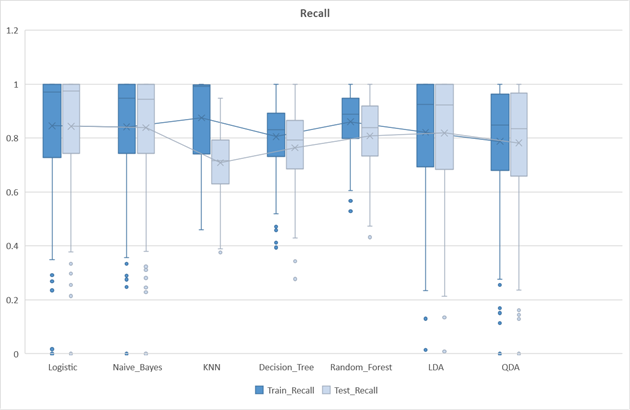 Recall
1.2
1
0.8
0.6
0.4
0.2
0
Logistic Naive_Bayes KNN Decision_Tree Random_Forest LDA QDA
Train_Recall Test_Recall